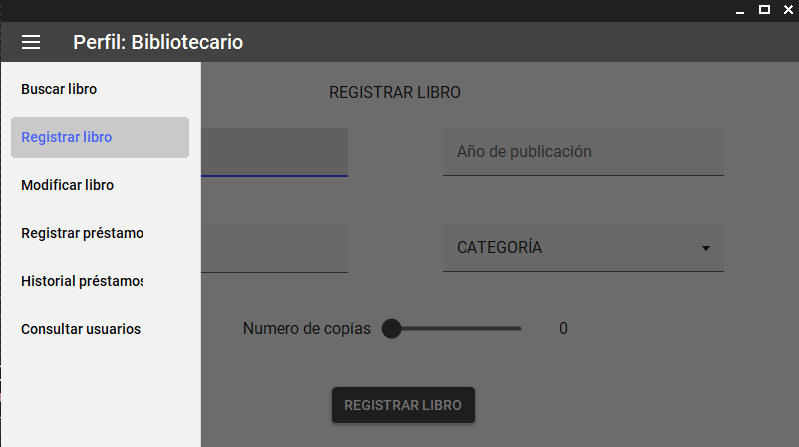 Perfil: Bibliotecario
Buscar libro
Registrar libro
Modificar libro
Registrar préstamo
Historial préstamos
Consultar usuarios
REGISTRAR LIBRO
Año de publicación
CATEGORÍA
Numero de copias 0
REGISTRAR LIBRO